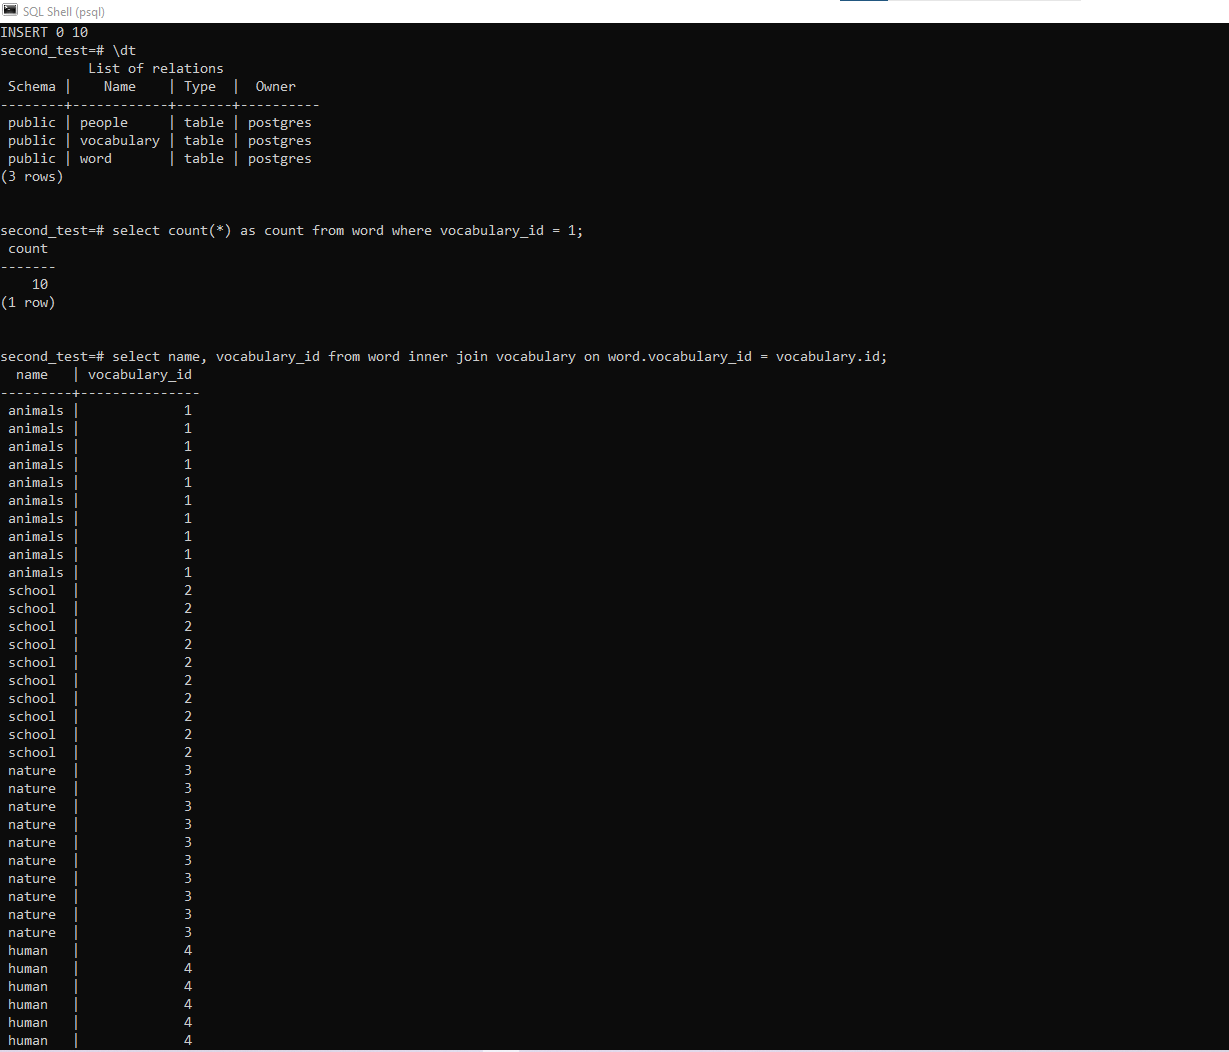 SQL Shell (psql)
INSERT 0 10
second_test=# \dt
          List of relations
 Schema |    Name    | Type  |  Owner
--------+------------+-------+----------
 public | people     | table | postgres
 public | vocabulary | table | postgres
 public | word       | table | postgres
(3 rows)
second_test=# select count(*) as count from word where vocabulary_id = 1;
 count
-------
    10
(1 row)
second_test=# select name, vocabulary_id from word inner join vocabulary on word.vocabulary_id = vocabulary.id;
  name   | vocabulary_id
---------+---------------
 animals |             1
 animals |             1
 animals |             1
 animals |             1
 animals |             1
 animals |             1
 animals |             1
 animals |             1
 animals |             1
 animals |             1
 school  |             2
 school  |             2
 school  |             2
 school  |             2
 school  |             2
 school  |             2
 school  |             2
 school  |             2
 school  |             2
 school  |             2
 nature  |             3
 nature  |             3
 nature  |             3
 nature  |             3
 nature  |             3
 nature  |             3
 nature  |             3
 nature  |             3
 nature  |             3
 nature  |             3
 human   |             4
 human   |             4
 human   |             4
 human   |             4
 human   |             4
 human   |             4